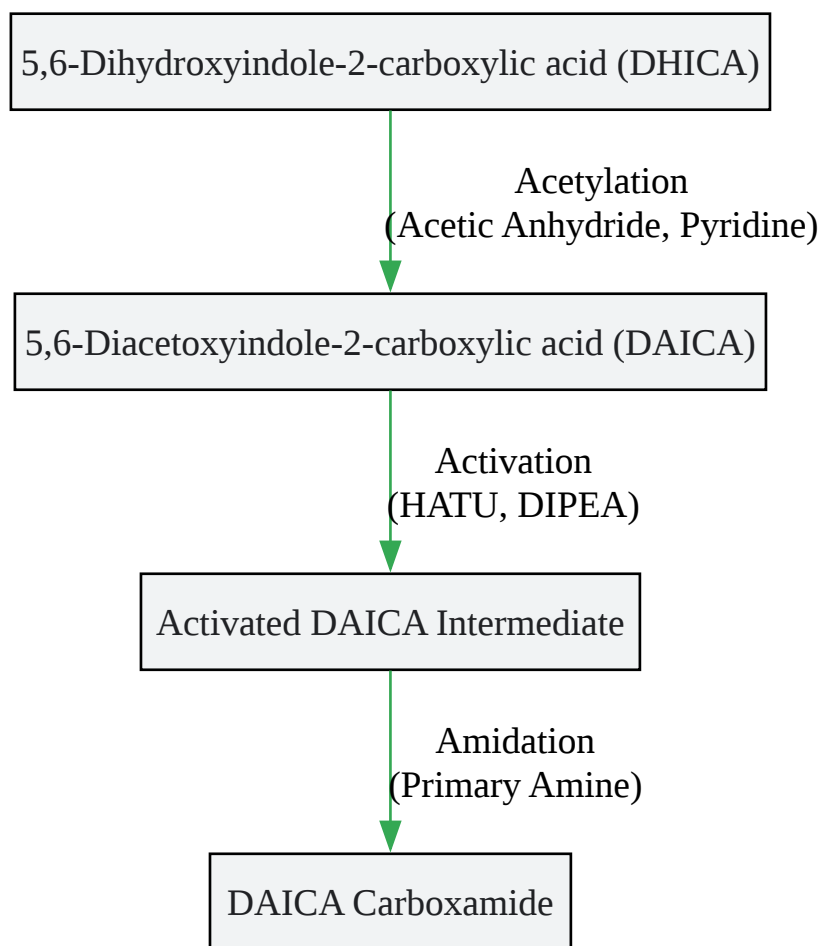 5,6-Dihydroxyindole-2-carboxylic acid (DHICA)
Acetylation
(Acetic Anhydride, Pyridine)
5,6-Diacetoxyindole-2-carboxylic acid (DAICA)
Activation
(HATU, DIPEA)
Activated DAICA Intermediate
Amidation
(Primary Amine)
DAICA Carboxamide